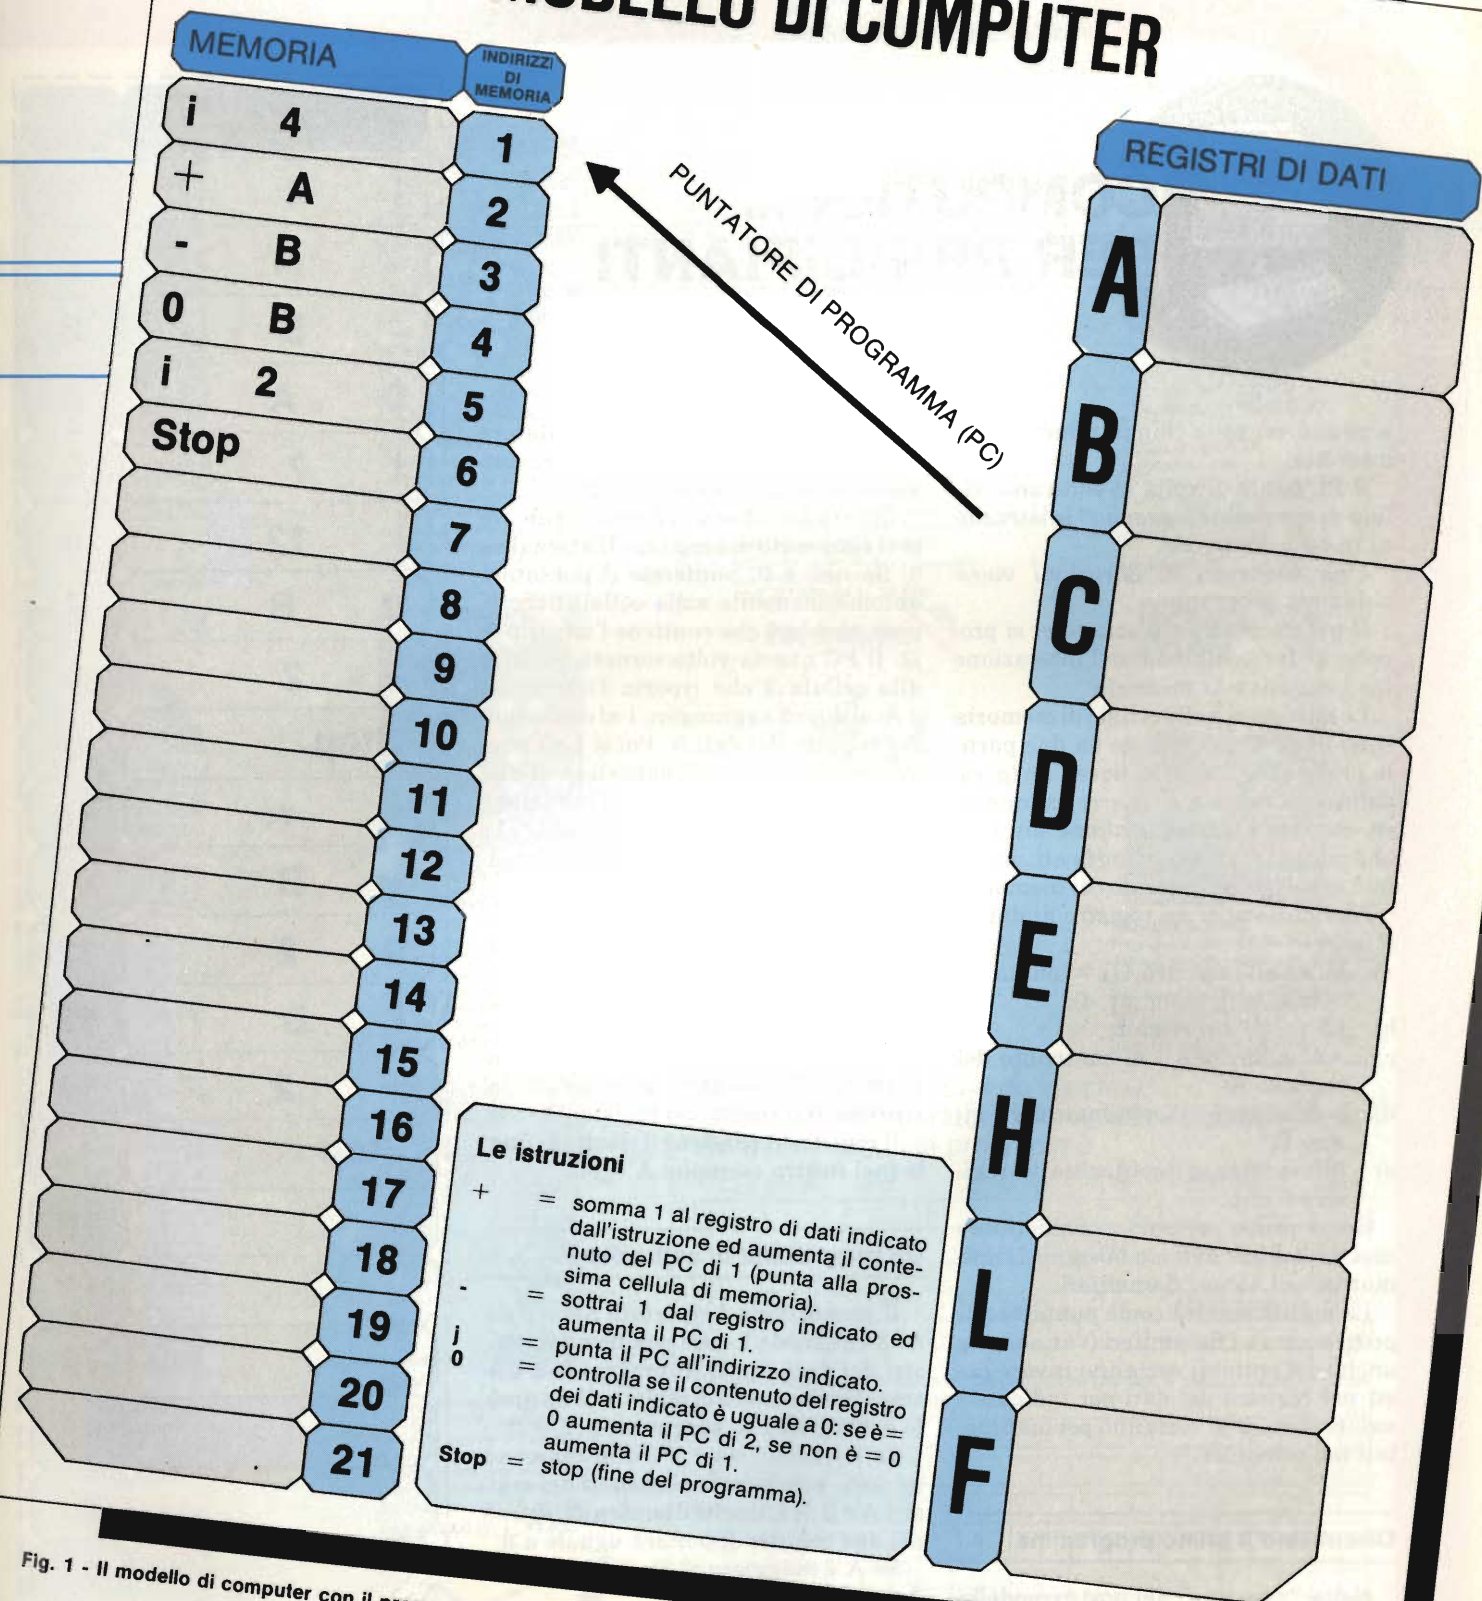 MODELLO DI COMPUTER
MEMORIA
INDIRIZZI
DI
MEMORIA
i 4 1
+ A 2
- B 3
0 B 4
i 2 5
Stop 6
7
8
9
10
11
12
13
14
15
16
17
18
19
20
21
PUNTATORE DI PROGRAMMA (PC)
REGISTRI DI DATI
A
B
C
D
E
H
L
F
Le istruzioni
+ = somma 1 al registro di dati indicato
dall'istruzione ed aumenta il conte-
nuto del PC di 1 (punta alla pros-
sima cellula di memoria).
- = sottrai 1 dal registro indicato ed
aumenta il PC di 1.
i = punta il PC all'indirizzo indicato.
0 = controlla se il contenuto del registro
dei dati indicato è uguale a 0: se è =
0 aumenta il PC di 2, se non è = 0
aumenta il PC di 1.
Stop = stop (fine del programma).
Fig. 1 - Il modello di computer con il